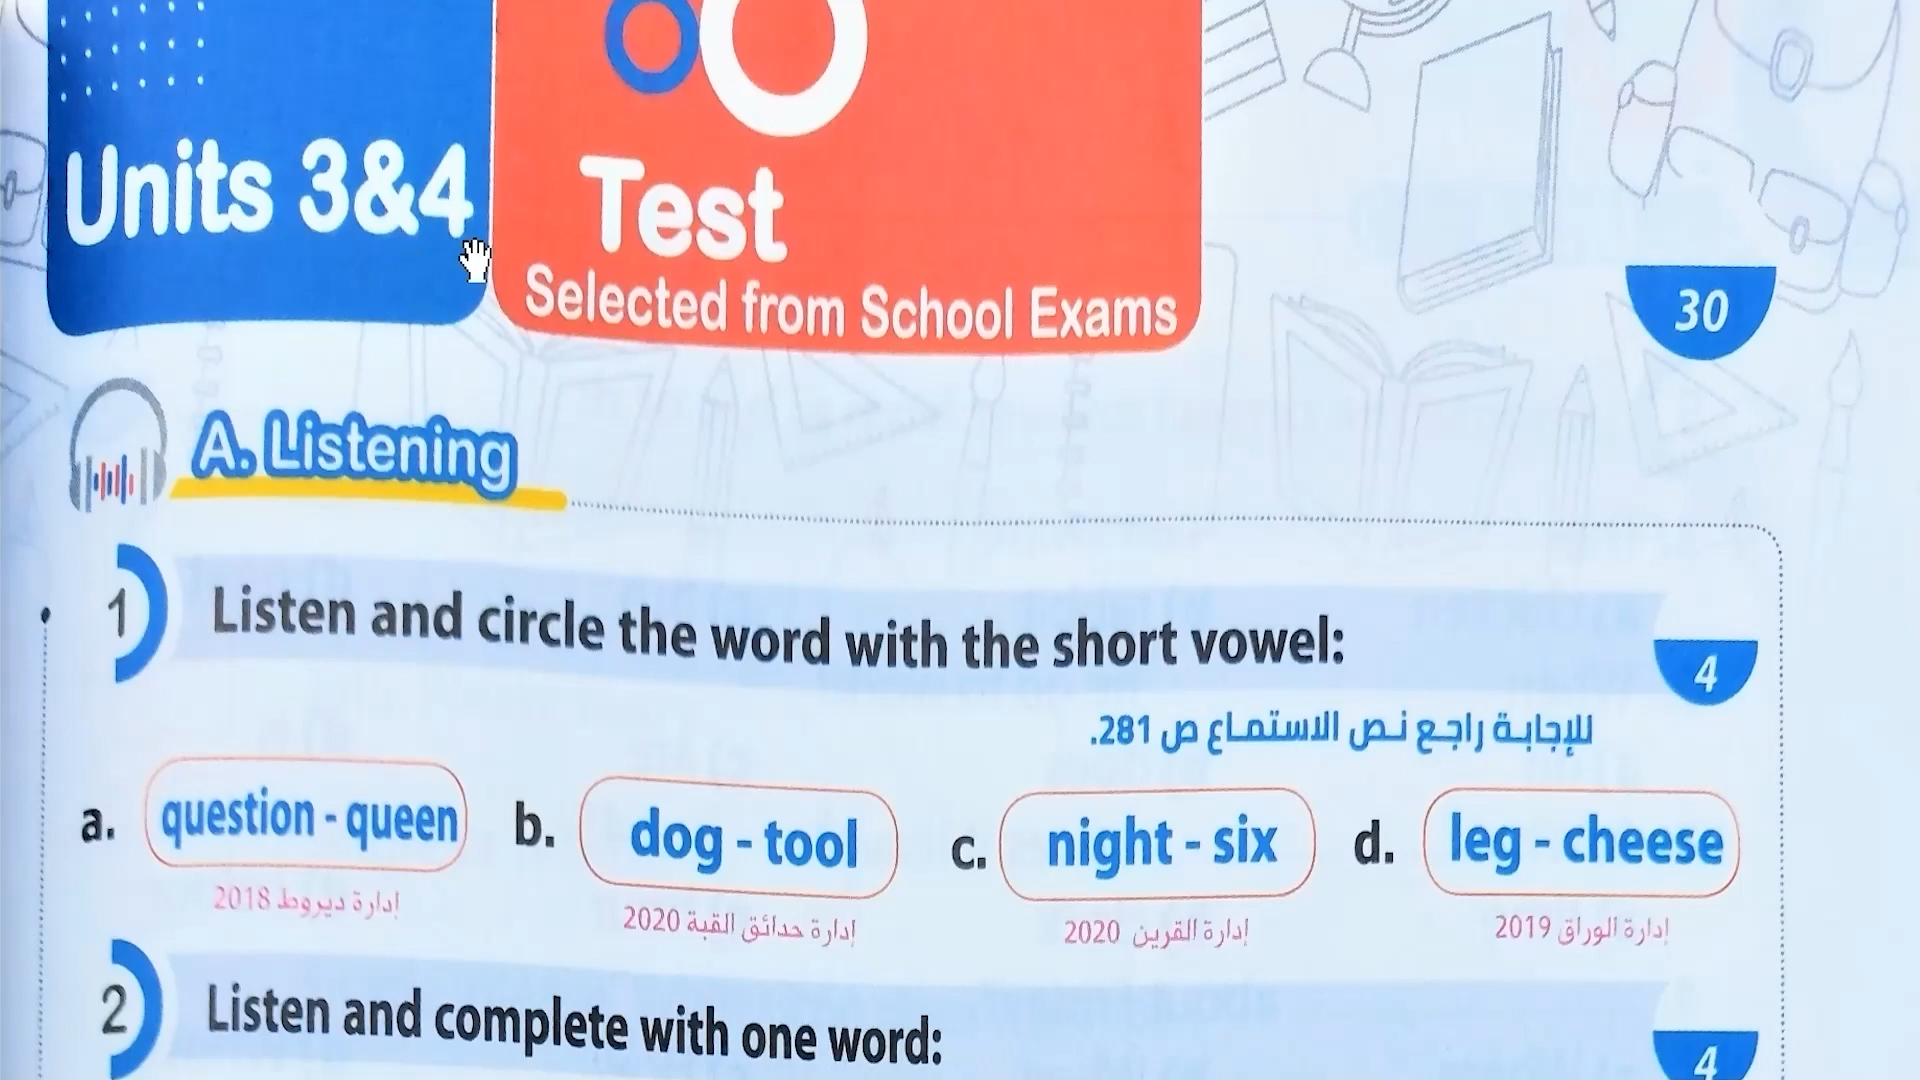 Units 3&4
Test
Selected from School Exams
30
A. Listening
1 Listen and circle the word with the short vowel:
4
للإجابة راجع نص الاستماع ص 281.
a. question - queen b. dog - tool c. night - six d. leg - cheese
إدارة ديروط 2018
إدارة حدائق القبة 2020
إدارة القرين 2020
إدارة الوراق 2019
2 Listen and complete with one word:
4